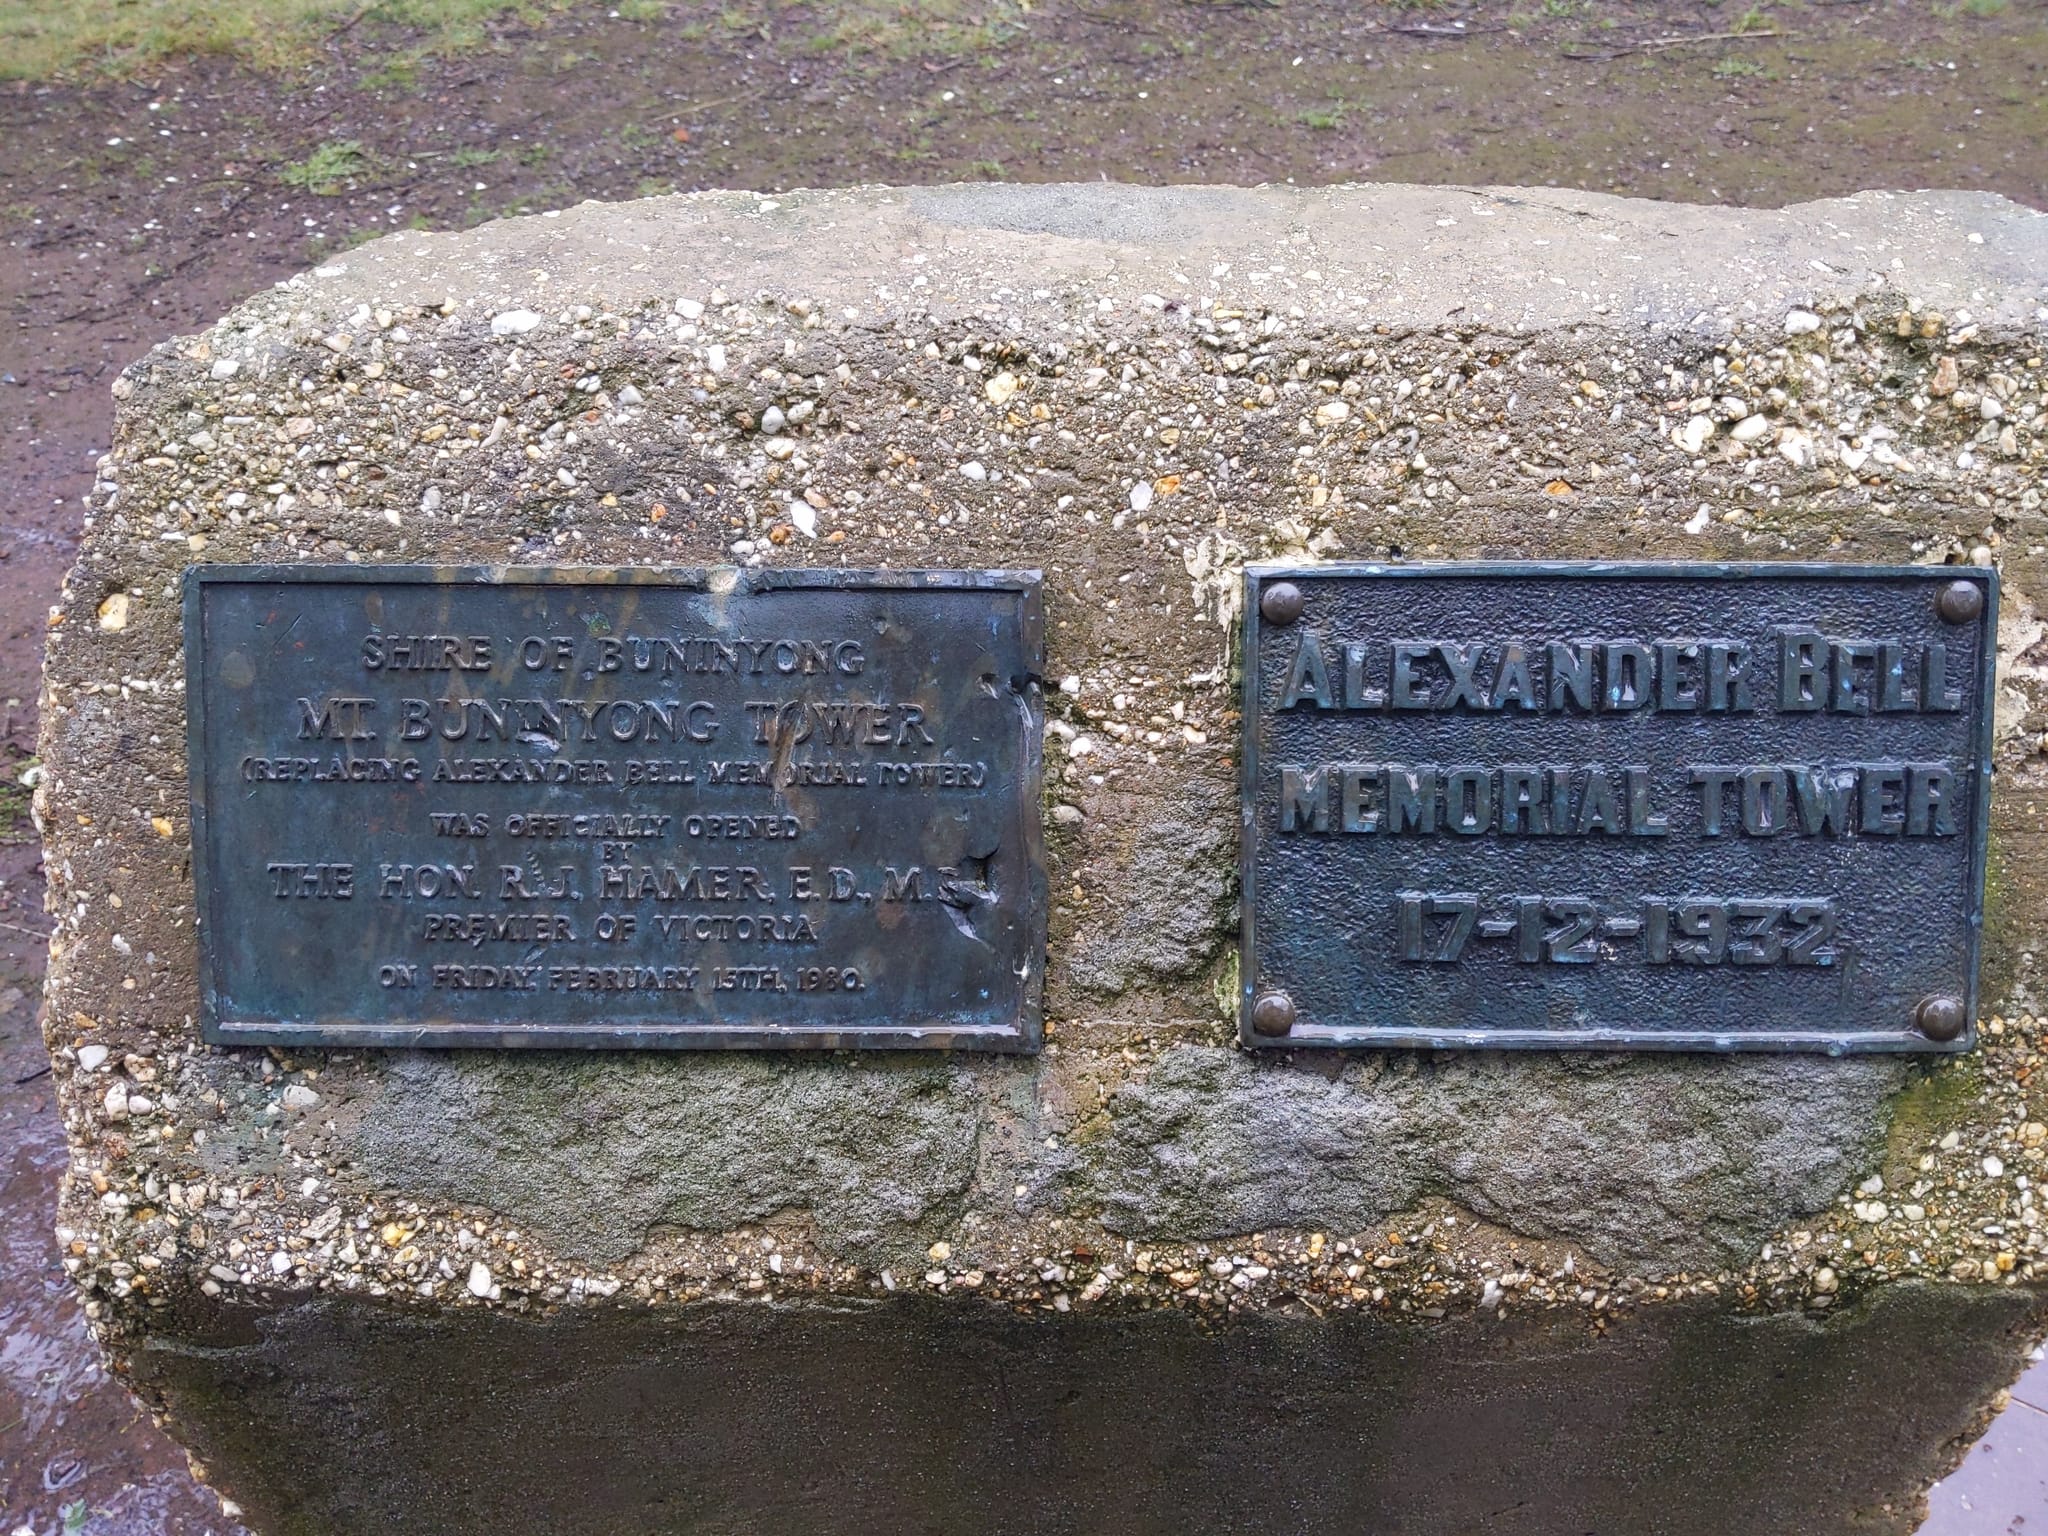 SHIRE OF BUNINYONG
MT. BUNINYONG TOWER
(REPLACING ALEXANDER BELL MEMORIAL TOWER)
WAS OFFICIALLY OPENED
BY
THE HON. R. J. HAMER, E.D.,
PREMIER OF VICTORIA
ON FRIDAY, FEBRUARY 15TH, 1980.
ALEXANDER BELL
MEMORIAL TOWER
17-12-1932